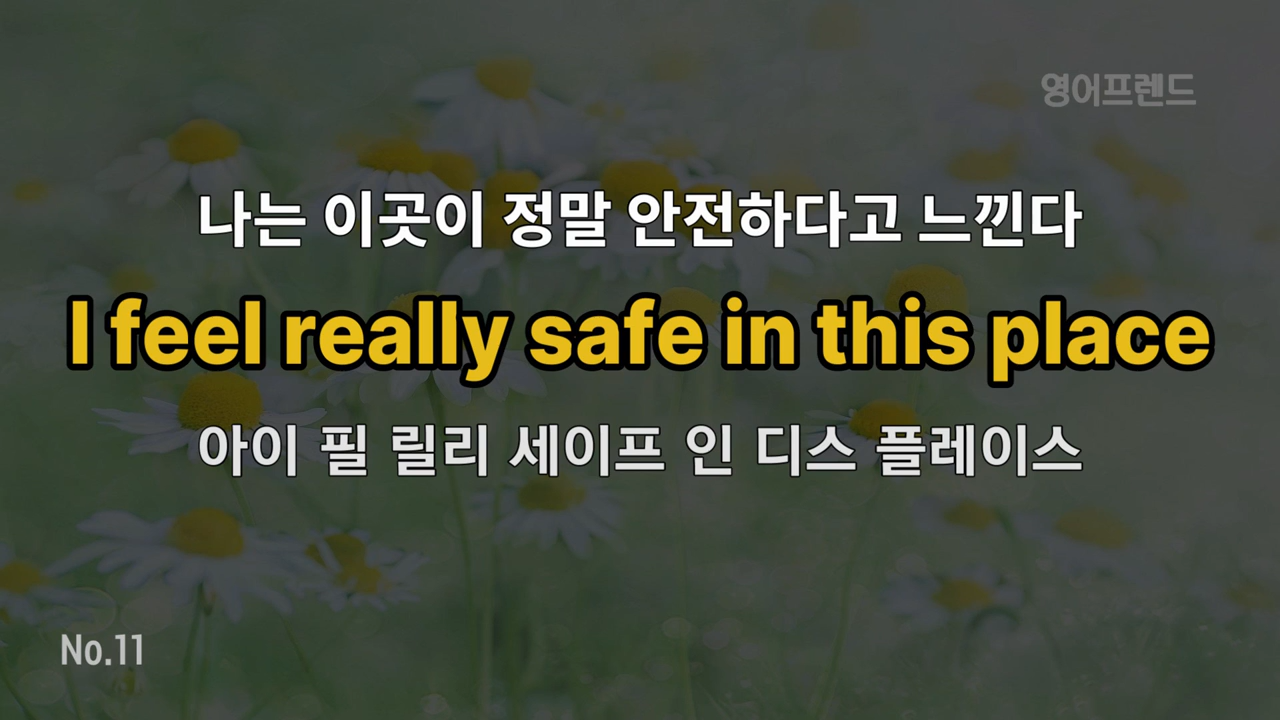 영어프렌드
나는 이곳이 정말 안전하다고 느낀다
I feel really safe in this place
아이 필 릴리 세이프 인 디스 플레이스
No.11